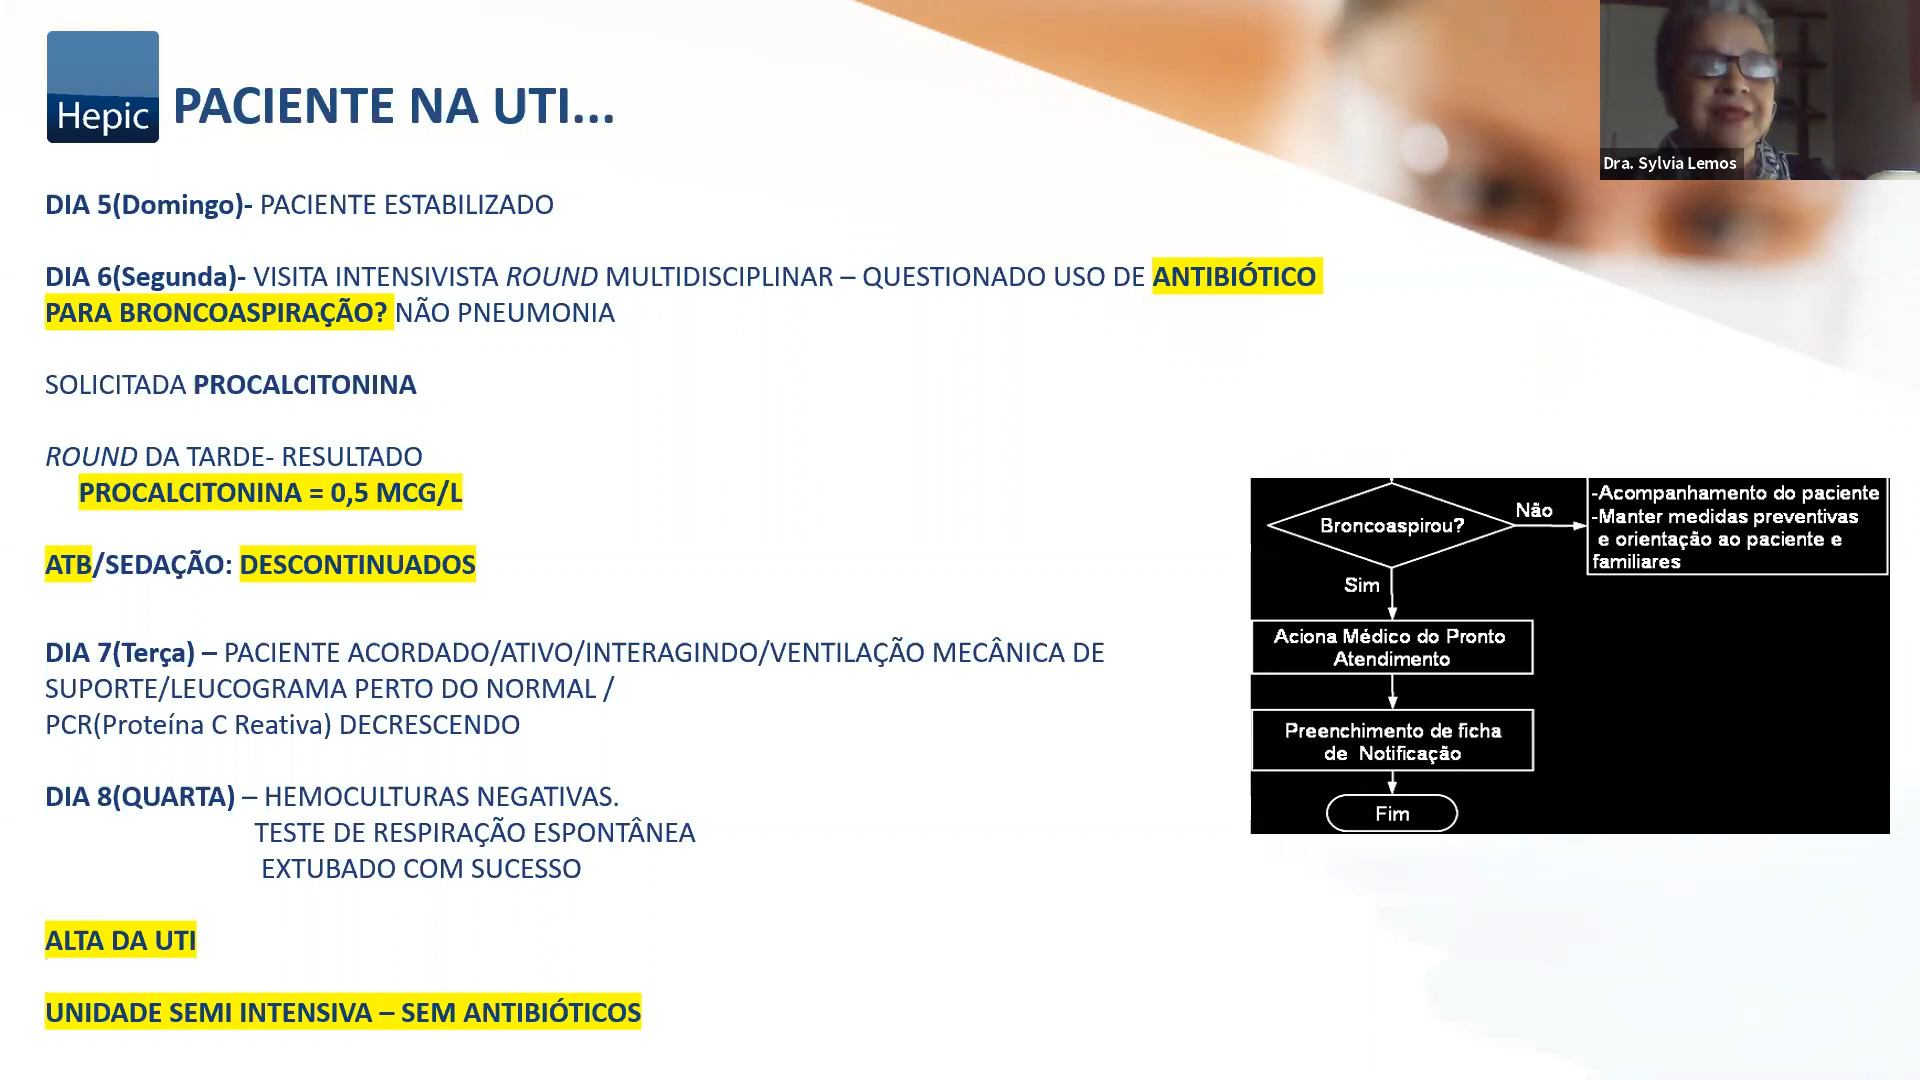 Hepic
PACIENTE NA UTI...
Dra. Sylvia Lemos
DIA 5(Domingo)- PACIENTE ESTABILIZADO
DIA 6(Segunda)- VISITA INTENSIVISTA ROUND MULTIDISCIPLINAR – QUESTIONADO USO DE ANTIBIÓTICO
PARA BRONCOASPIRAÇÃO? NÃO PNEUMONIA
SOLICITADA PROCALCITONINA
ROUND DA TARDE- RESULTADO
PROCALCITONINA = 0,5 MCG/L
ATB/SEDAÇÃO: DESCONTINUADOS
DIA 7(Terça) – PACIENTE ACORDADO/ATIVO/INTERAGINDO/VENTILAÇÃO MECÂNICA DE
SUPORTE/LEUCOGRAMA PERTO DO NORMAL /
PCR(Proteína C Reativa) DECRESCENDO
DIA 8(QUARTA) – HEMOCULTURAS NEGATIVAS.
TESTE DE RESPIRAÇÃO ESPONTÂNEA
EXTUBADO COM SUCESSO
ALTA DA UTI
UNIDADE SEMI INTENSIVA – SEM ANTIBIÓTICOS
Broncoaspirou?
Não
-Acompanhamento do paciente
-Manter medidas preventivas
e orientação ao paciente e
familiares
Sim
Aciona Médico do Pronto
Atendimento
Preenchimento de ficha
de Notificação
Fim